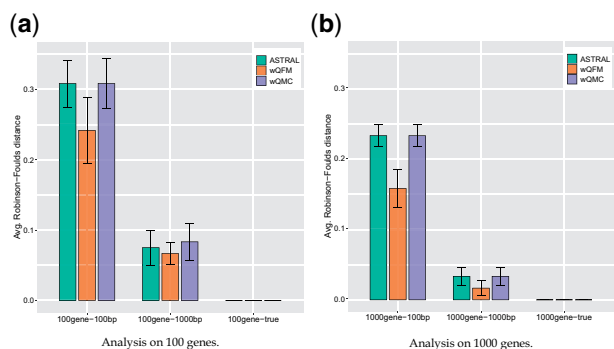 (a)
Avg. Robinson−Foulds distance
0.3
0.2
0.1
0.0
ASTRAL
wQFM
wQMC
100gene−100bp
100gene−1000bp
100gene−true
Analysis on 100 genes.
(b)
Avg. Robinson−Foulds distance
0.3
0.2
0.1
0.0
ASTRAL
wQFM
wQMC
1000gene−100bp
1000gene−1000bp
1000gene−true
Analysis on 1000 genes.